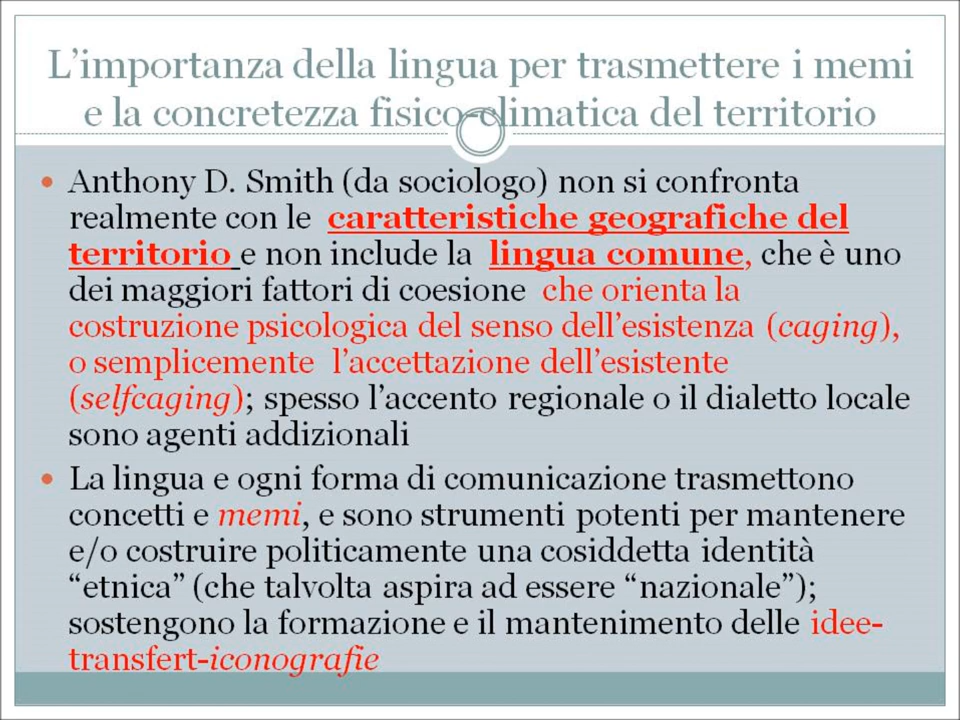 L’importanza della lingua per trasmettere i memi
e la concretezza fisico-climatica del territorio
• Anthony D. Smith (da sociologo) non si confronta
realmente con le caratteristiche geografiche del
territorio e non include la lingua comune, che è uno
dei maggiori fattori di coesione che orienta la
costruzione psicologica del senso dell’esistenza (caging),
o semplicemente l’accettazione dell’esistente
(selfcaging); spesso l’accento regionale o il dialetto locale
sono agenti addizionali
• La lingua e ogni forma di comunicazione trasmettono
concetti e memi, e sono strumenti potenti per mantenere
e/o costruire politicamente una cosiddetta identità
“etnica” (che talvolta aspira ad essere “nazionale”);
sostengono la formazione e il mantenimento delle idee-
transfert-iconografie